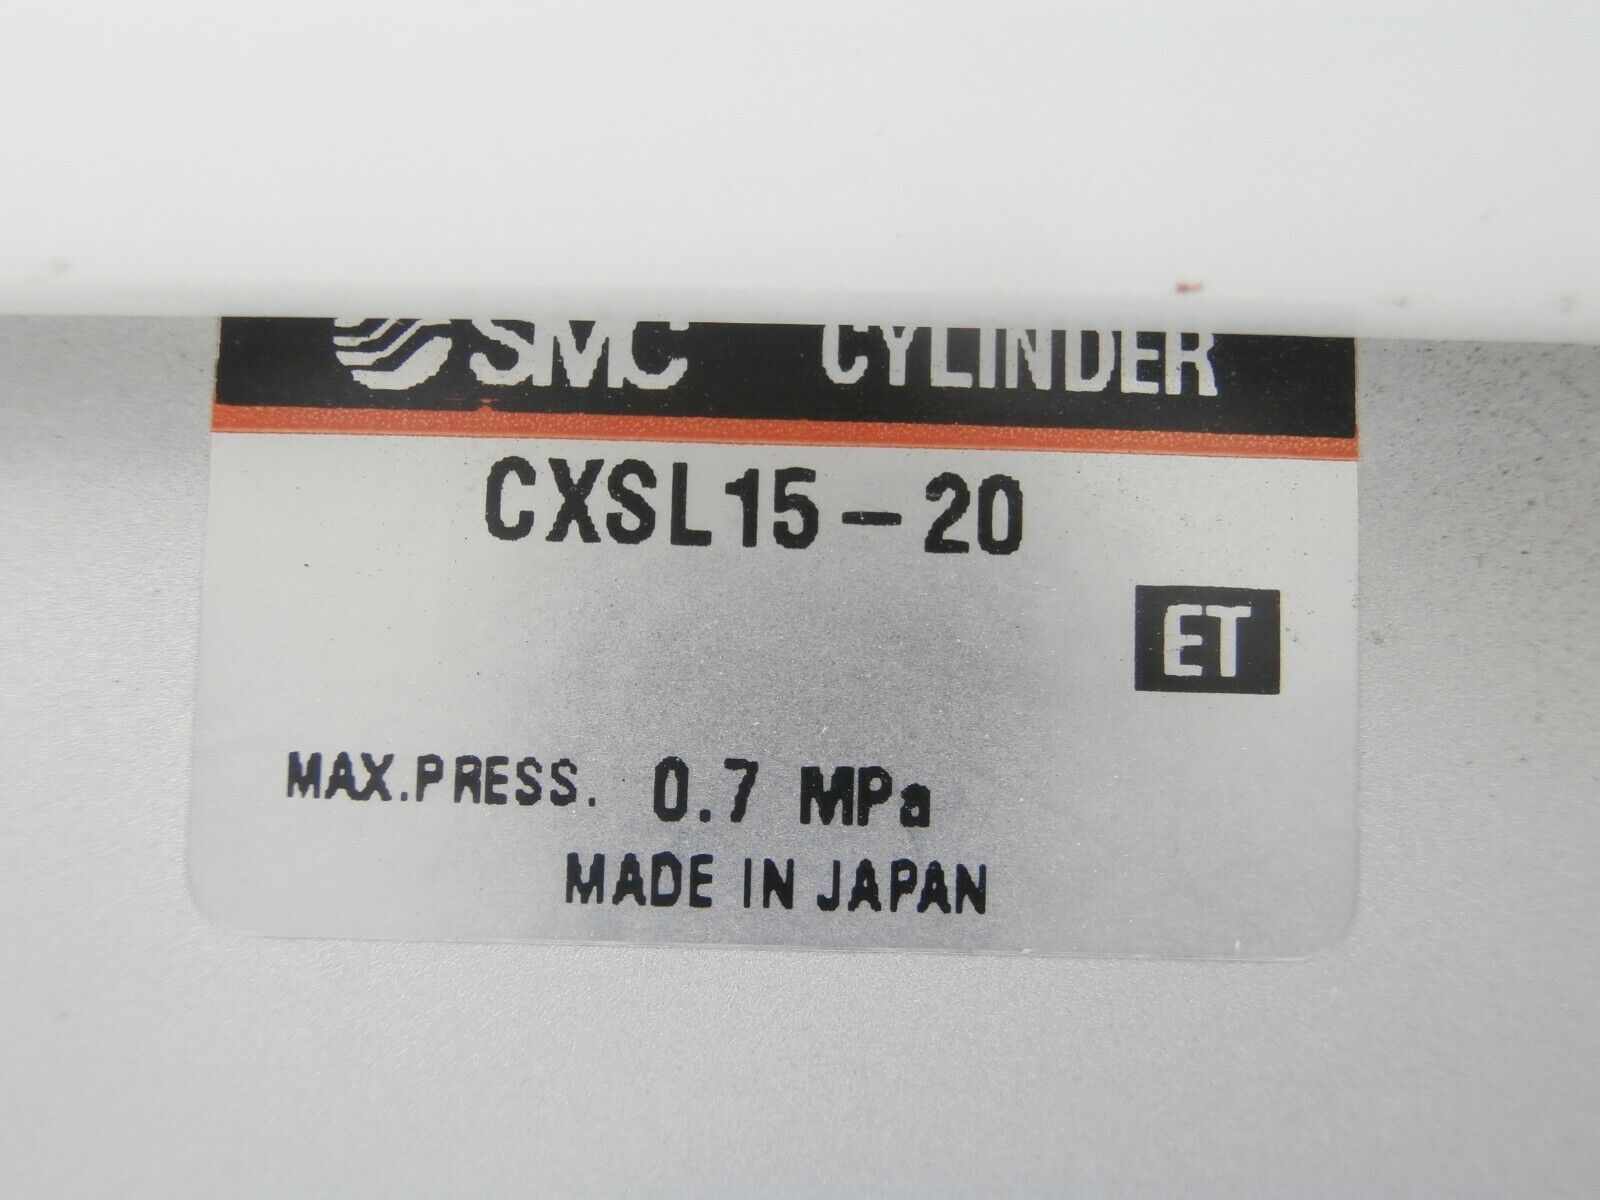 SMC CYLINDER
CXSL15-20
ET
MAX.PRESS. 0.7 MPa
MADE IN JAPAN